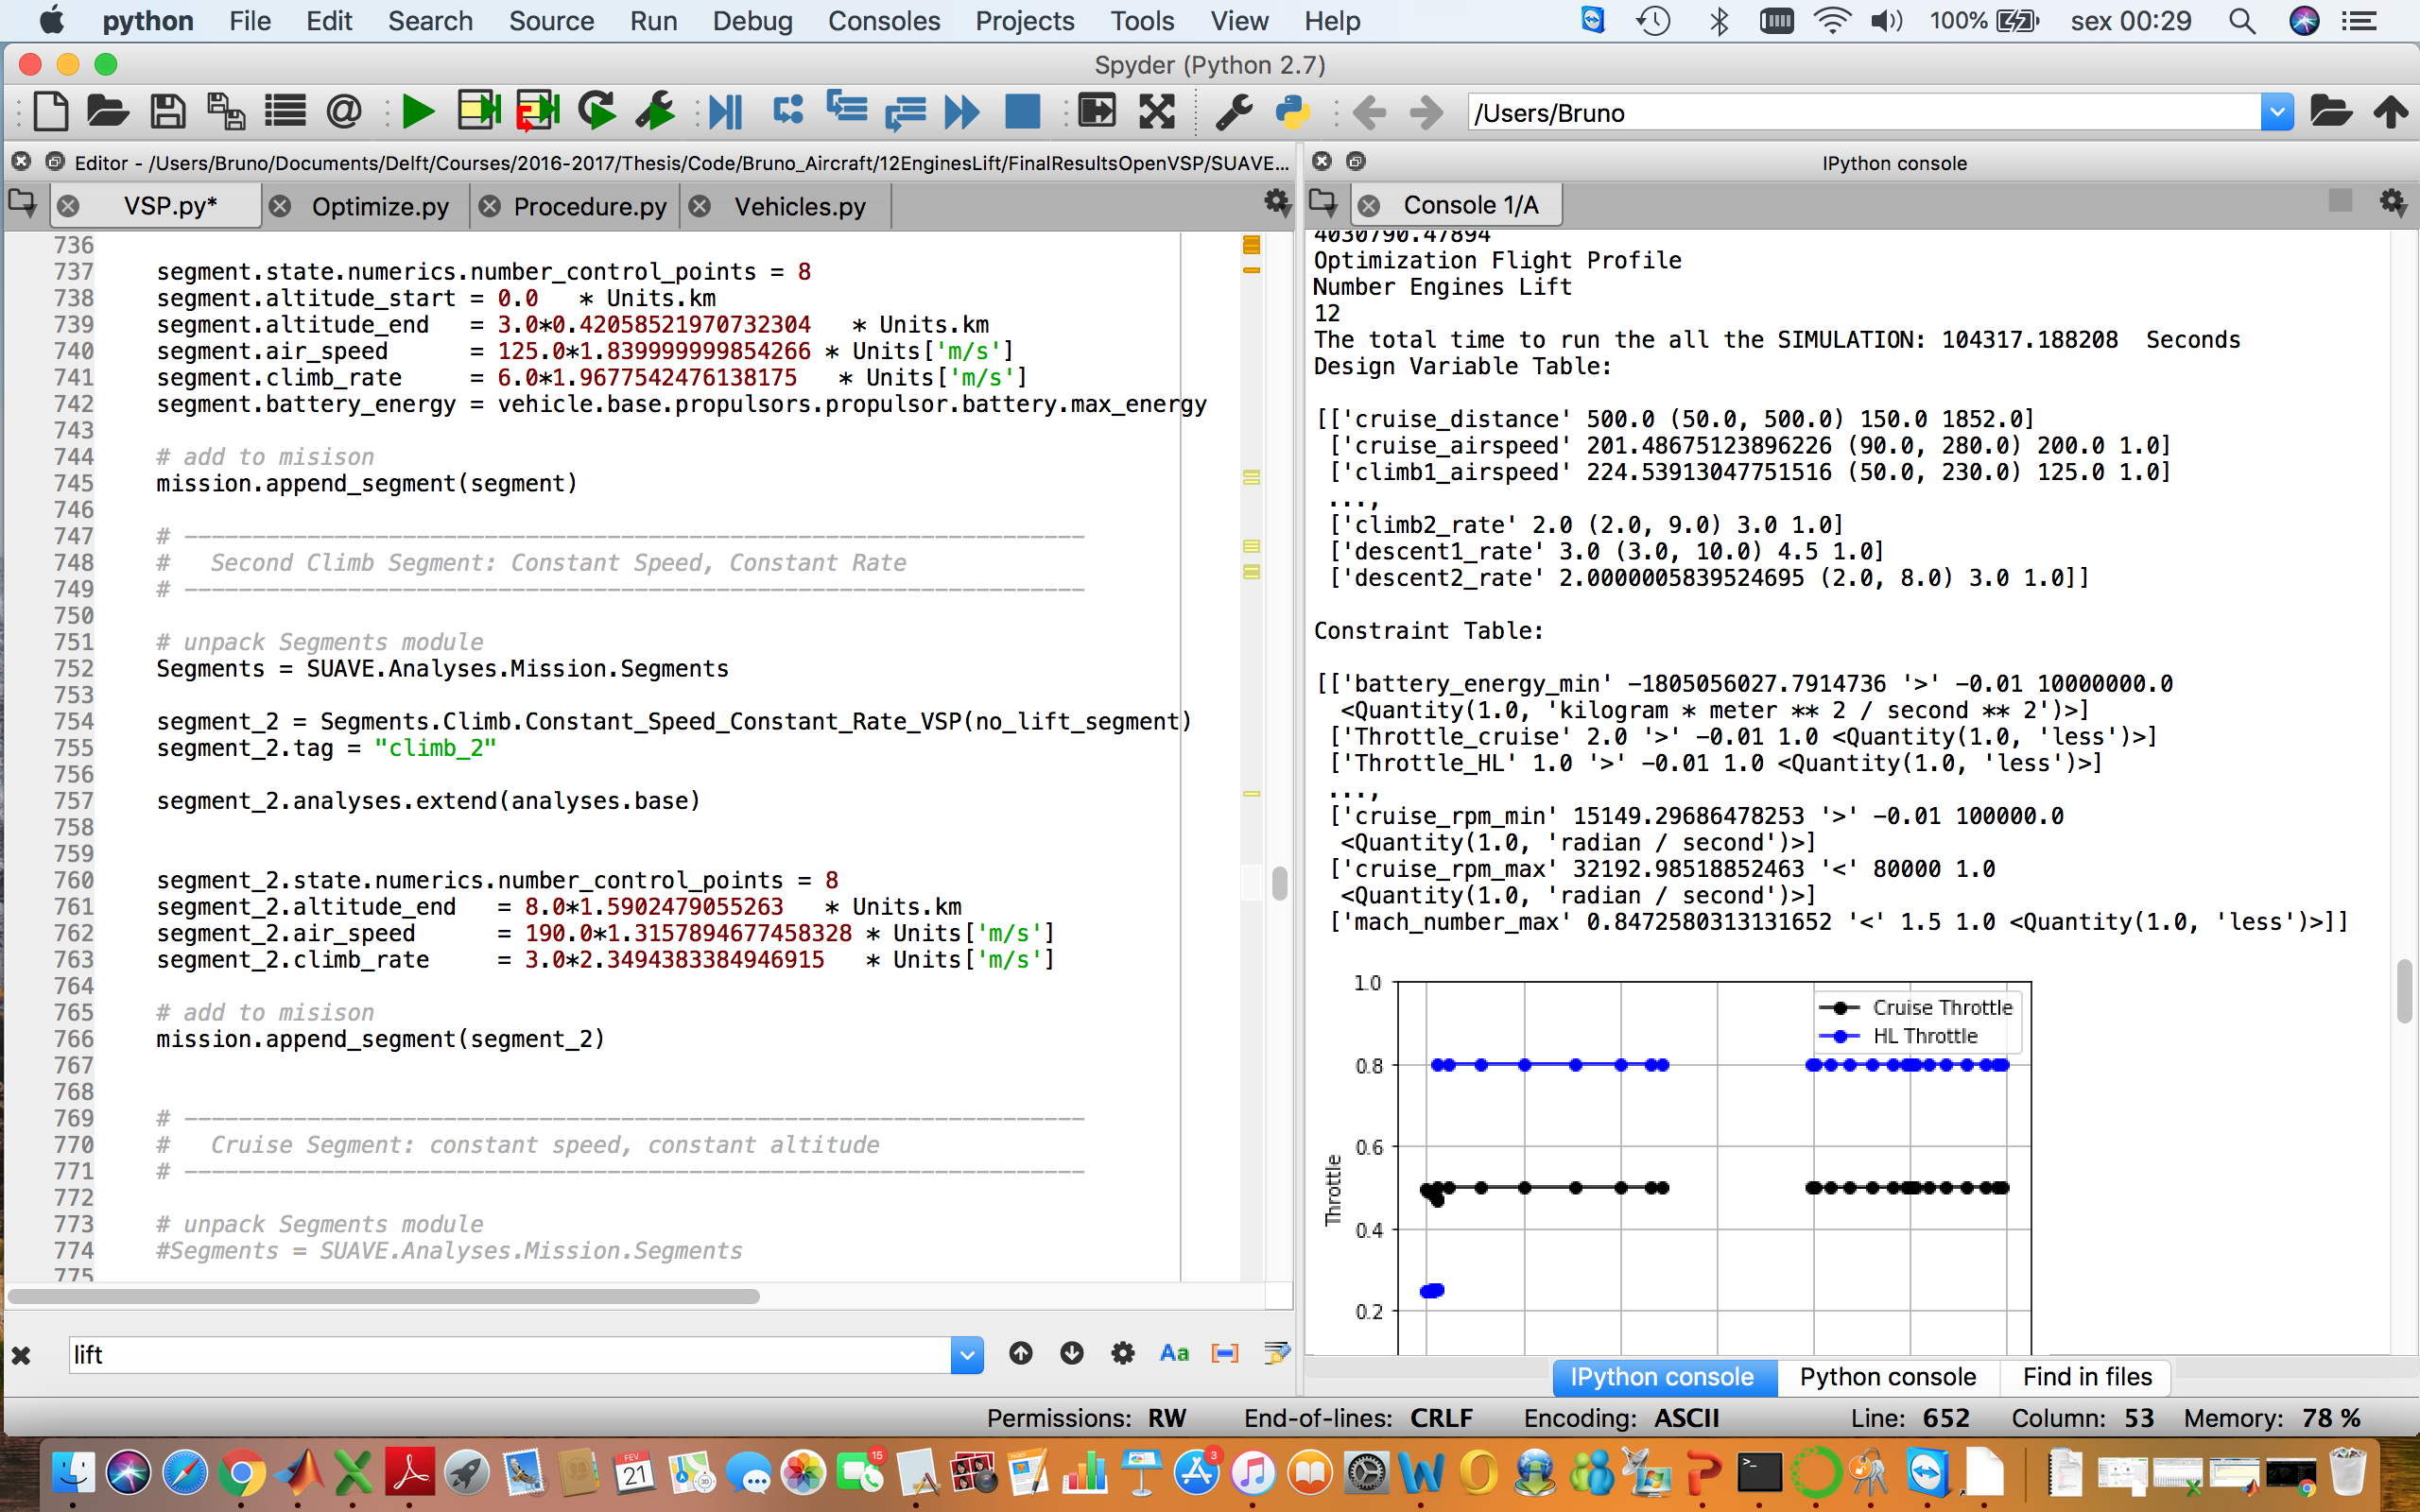 python File Edit Search Source Run Debug Consoles Projects Tools View Help 100% sex 00:29
Spyder (Python 2.7)
/Users/Bruno
Editor - /Users/Bruno/Documents/Delft/Courses/2016-2017/Thesis/Code/Bruno_Aircraft/12EnginesLift/FinalResultsOpenVSP/SUAVE...
VSP.py* Optimize.py Procedure.py Vehicles.py
736
737 segment.state.numerics.number_control_points = 8
738 segment.altitude_start = 0.0 * Units.km
739 segment.altitude_end = 3.0*0.42058521970732304 * Units.km
740 segment.air_speed = 125.0*1.839999999854266 * Units['m/s']
741 segment.climb_rate = 6.0*1.9677542476138175 * Units['m/s']
742 segment.battery_energy = vehicle.base.propulsors.propulsor.battery.max_energy
743
744 # add to misison
745 mission.append_segment(segment)
746
747 # ------------------------------------------------------------------
748 # Second Climb Segment: Constant Speed, Constant Rate
749 # ------------------------------------------------------------------
750
751 # unpack Segments module
752 Segments = SUAVE.Analyses.Mission.Segments
753
754 segment_2 = Segments.Climb.Constant_Speed_Constant_Rate_VSP(no_lift_segment)
755 segment_2.tag = "climb_2"
756
757 segment_2.analyses.extend(analyses.base)
758
759
760 segment_2.state.numerics.number_control_points = 8
761 segment_2.altitude_end = 8.0*1.5902479055263 * Units.km
762 segment_2.air_speed = 190.0*1.3157894677458328 * Units['m/s']
763 segment_2.climb_rate = 3.0*2.3494383384946915 * Units['m/s']
764
765 # add to misison
766 mission.append_segment(segment_2)
767
768
769 # ------------------------------------------------------------------
770 # Cruise Segment: constant speed, constant altitude
771 # ------------------------------------------------------------------
772
773 # unpack Segments module
774 #Segments = SUAVE.Analyses.Mission.Segments
775
lift
Aa
IPython console
Console 1/A
4030790.47894
Optimization Flight Profile
Number Engines Lift
12
The total time to run the all the SIMULATION: 104317.188208 Seconds
Design Variable Table:
[['cruise_distance' 500.0 (50.0, 500.0) 150.0 1852.0]
['cruise_airspeed' 201.48675123896226 (90.0, 280.0) 200.0 1.0]
['climb1_airspeed' 224.53913047751516 (50.0, 230.0) 125.0 1.0]
...,
['climb2_rate' 2.0 (2.0, 9.0) 3.0 1.0]
['descent1_rate' 3.0 (3.0, 10.0) 4.5 1.0]
['descent2_rate' 2.0000005839524695 (2.0, 8.0) 3.0 1.0]]
Constraint Table:
[['battery_energy_min' -1805056027.7914736 '>' -0.01 10000000.0
<Quantity(1.0, 'kilogram * meter ** 2 / second ** 2')>]
['Throttle_cruise' 2.0 '>' -0.01 1.0 <Quantity(1.0, 'less')>]
['Throttle_HL' 1.0 '>' -0.01 1.0 <Quantity(1.0, 'less')>]
...,
['cruise_rpm_min' 15149.29686478253 '>' -0.01 100000.0
<Quantity(1.0, 'radian / second')>]
['cruise_rpm_max' 32192.98518852463 '<' 80000 1.0
<Quantity(1.0, 'radian / second')>]
['mach_number_max' 0.8472580313131652 '<' 1.5 1.0 <Quantity(1.0, 'less')>]]
1.0
Cruise Throttle
HL Throttle
0.8
0.6
Throttle
0.4
0.2
IPython console Python console Find in files
Permissions: RW End-of-lines: CRLF Encoding: ASCII Line: 652 Column: 53 Memory: 78 %
FEV
21
15
3